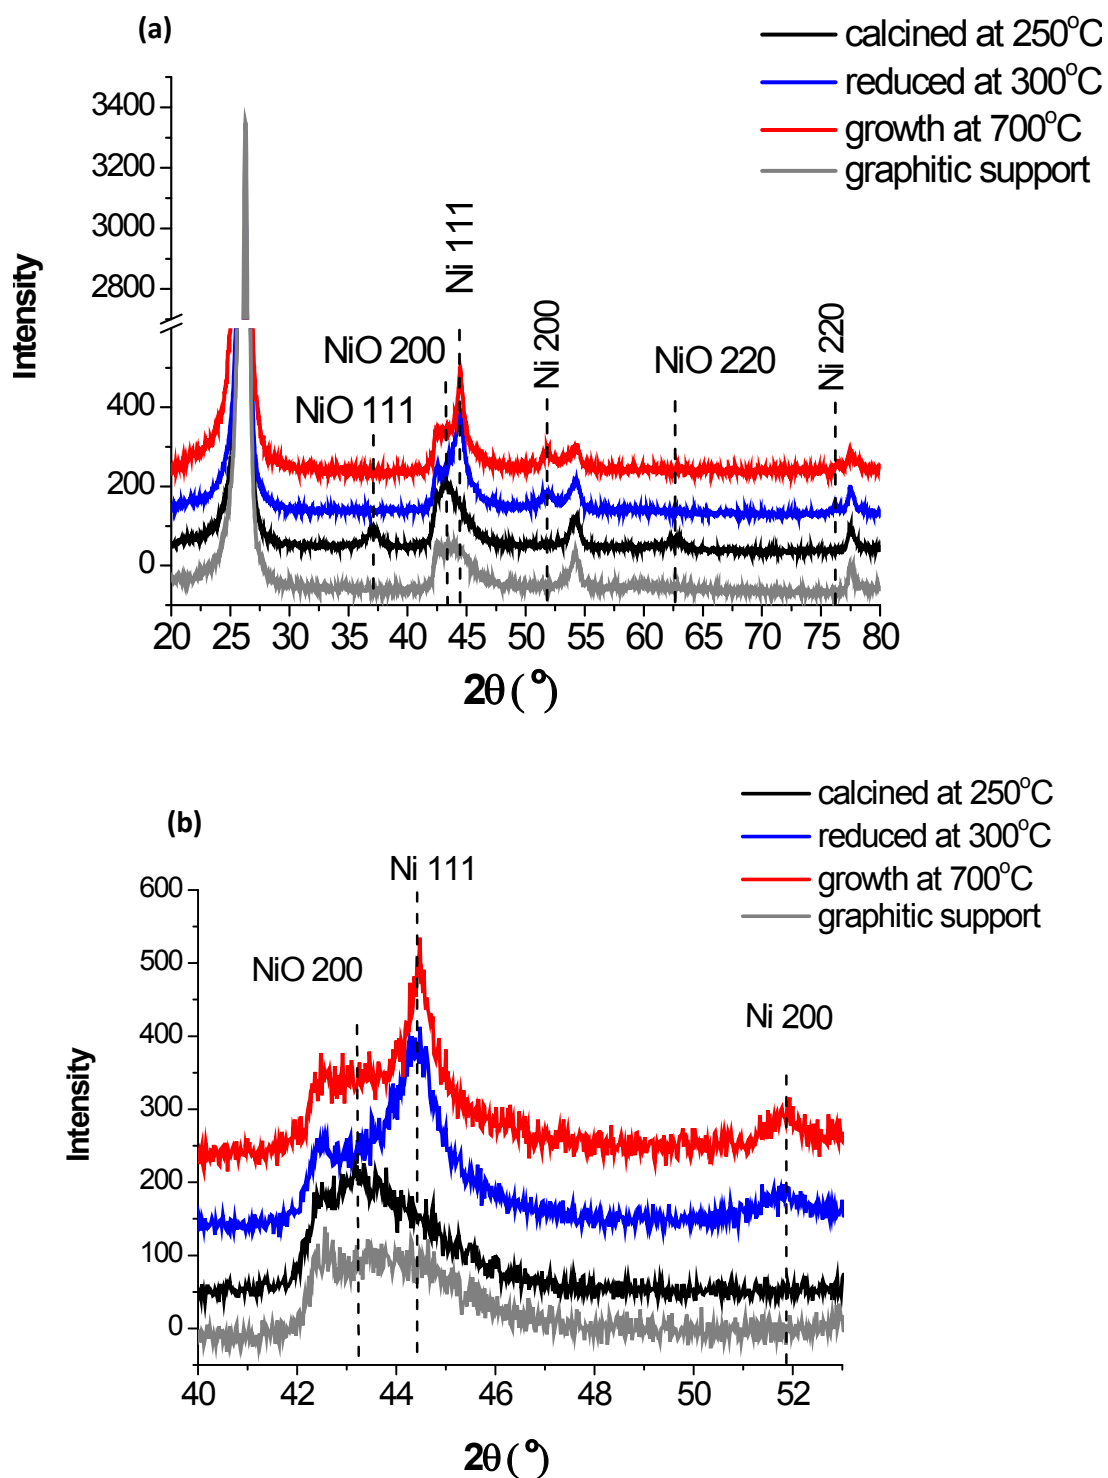 (a)
calcined at 250°C
reduced at 300°C
growth at 700°C
graphitic support
3400
3200
3000
2800
400
200
0
Intensity
NiO 111
NiO 200
Ni 111
Ni 200
NiO 220
Ni 220
20 25 30 35 40 45 50 55 60 65 70 75 80
2θ (°)
(b)
calcined at 250°C
reduced at 300°C
growth at 700°C
graphitic support
600
500
400
300
200
100
0
Intensity
NiO 200
Ni 111
Ni 200
40 42 44 46 48 50 52
2θ (°)